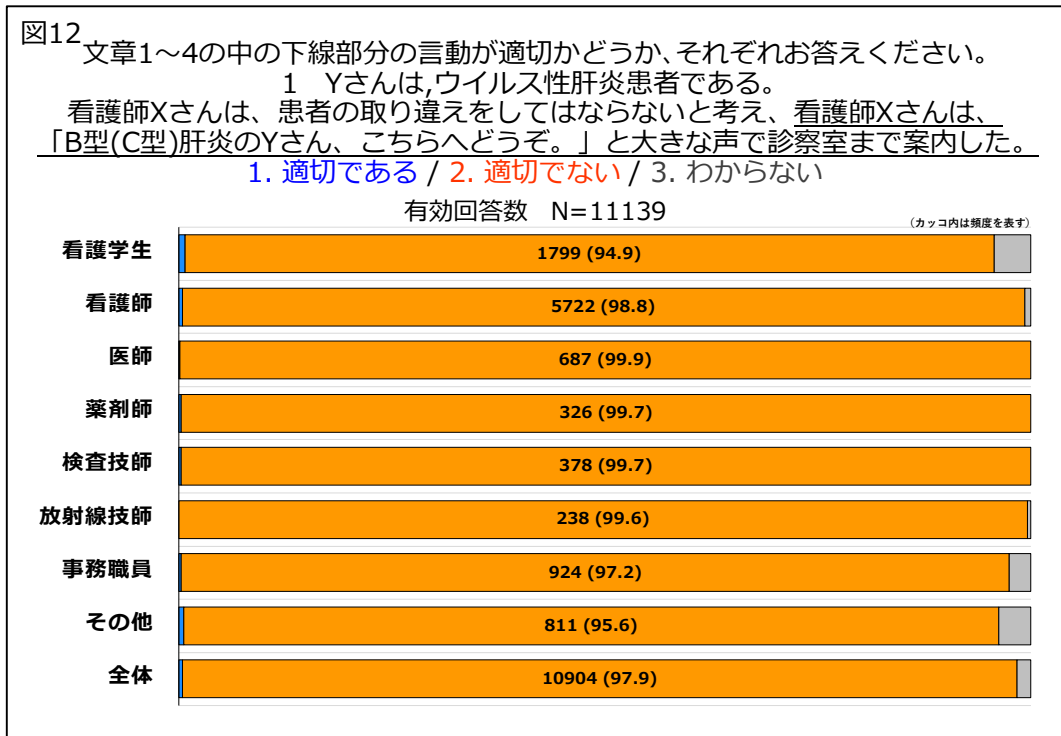 図12
文章1～4の中の下線部分の言動が適切かどうか、それぞれお答えください。
1　Yさんは,ウイルス性肝炎患者である。
看護師Xさんは、患者の取り違えをしてはならないと考え、看護師Xさんは、
「B型(C型)肝炎のYさん、こちらへどうぞ。」と大きな声で診察室まで案内した。
1. 適切である / 2. 適切でない / 3. わからない
有効回答数　N=11139
(カッコ内は頻度を表す)
看護学生 1799 (94.9)
看護師 5722 (98.8)
医師 687 (99.9)
薬剤師 326 (99.7)
検査技師 378 (99.7)
放射線技師 238 (99.6)
事務職員 924 (97.2)
その他 811 (95.6)
全体 10904 (97.9)